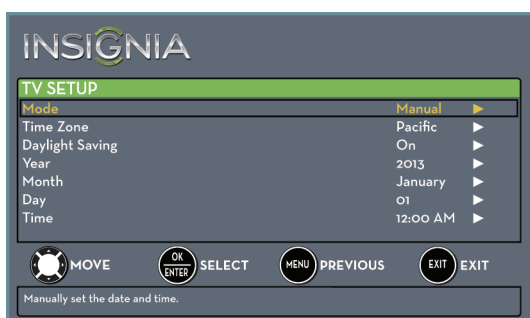 INSIGNIA
TV SETUP
Mode Manual ▶
Time Zone Pacific ▶
Daylight Saving On ▶
Year 2013 ▶
Month January ▶
Day 01 ▶
Time 12:00 AM ▶
MOVE OK ENTER SELECT MENU PREVIOUS EXIT EXIT
Manually set the date and time.